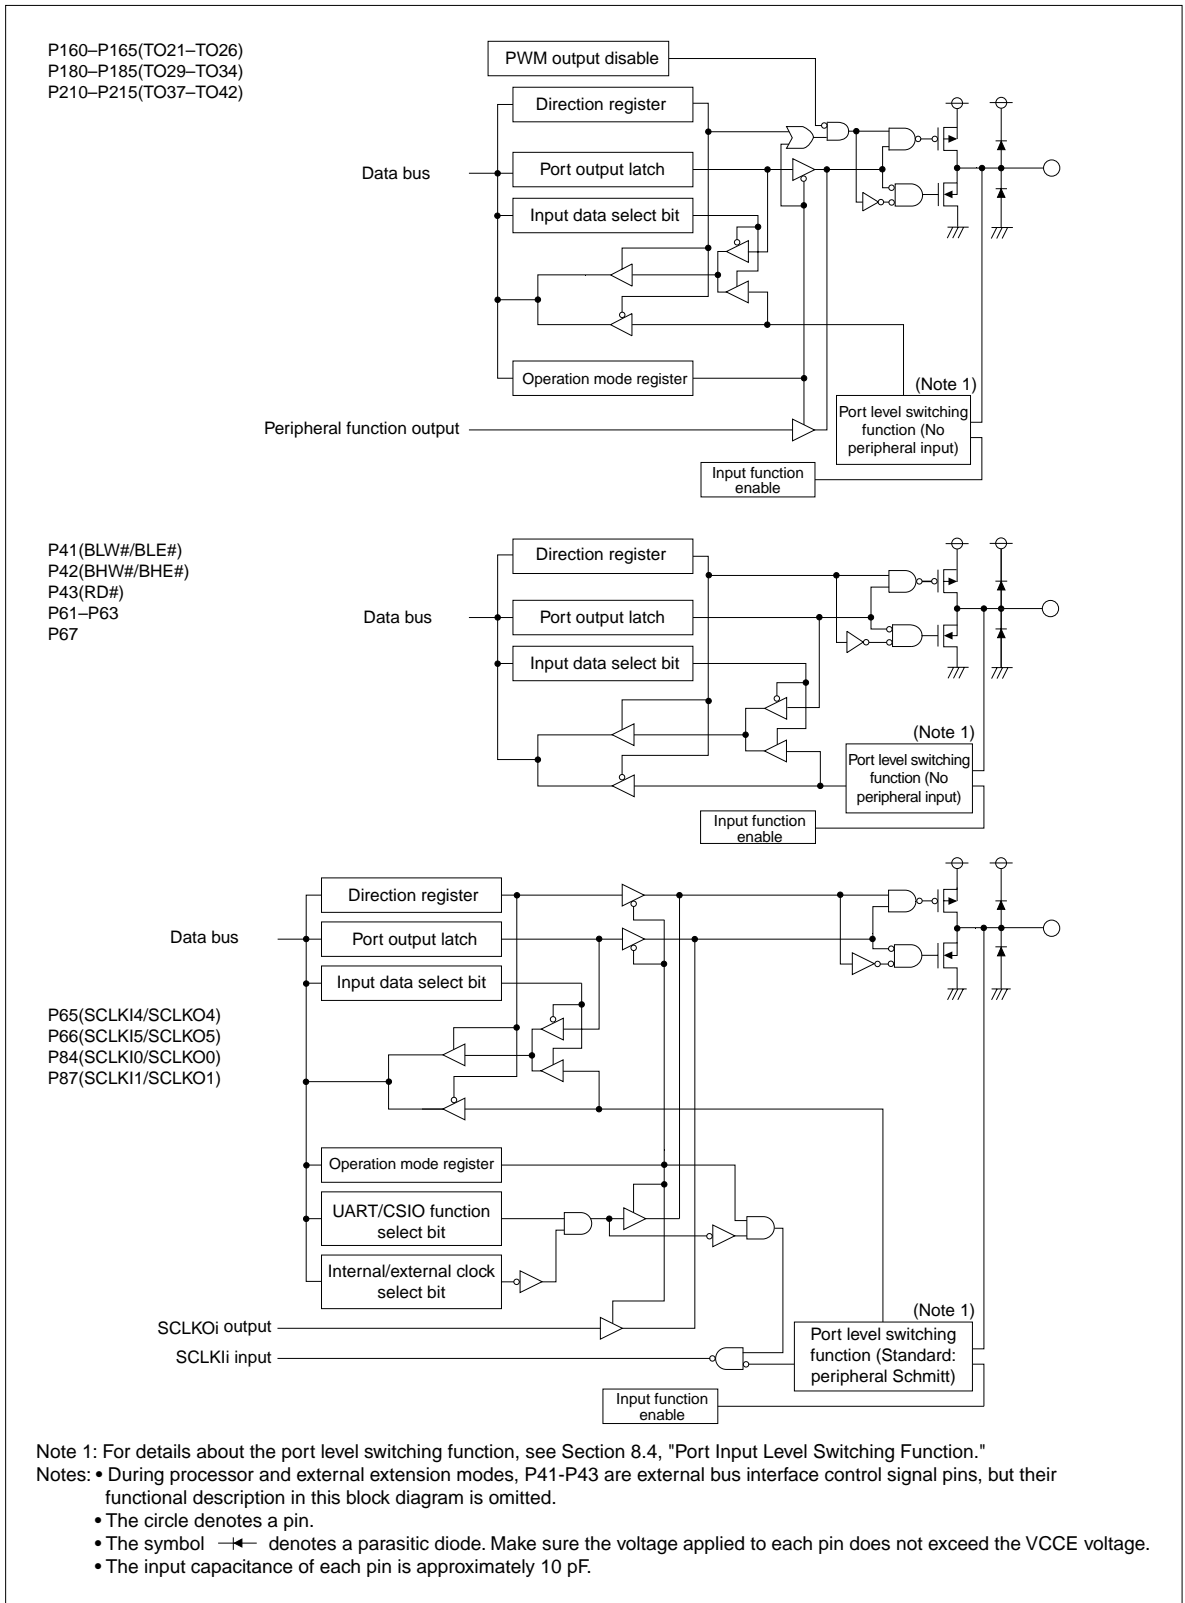 P160–P165(TO21–TO26)
P180–P185(TO29–TO34)
P210–P215(TO37–TO42)
PWM output disable
Direction register
Data bus
Port output latch
Input data select bit
Operation mode register
(Note 1)
Port level switching
function (No
peripheral input)
Peripheral function output
Input function
enable
P41(BLW#/BLE#)
P42(BHW#/BHE#)
P43(RD#)
P61–P63
P67
Direction register
Data bus
Port output latch
Input data select bit
(Note 1)
Port level switching
function (No
peripheral input)
Input function
enable
Direction register
Data bus
Port output latch
Input data select bit
P65(SCLKI4/SCLKO4)
P66(SCLKI5/SCLKO5)
P84(SCLKI0/SCLKO0)
P87(SCLKI1/SCLKO1)
Operation mode register
UART/CSIO function
select bit
Internal/external clock
select bit
(Note 1)
SCLKOi output
SCLKIi input
Port level switching
function (Standard:
peripheral Schmitt)
Input function
enable
Note 1: For details about the port level switching function, see Section 8.4, "Port Input Level Switching Function."
Notes: • During processor and external extension modes, P41-P43 are external bus interface control signal pins, but their
functional description in this block diagram is omitted.
• The circle denotes a pin.
• The symbol denotes a parasitic diode. Make sure the voltage applied to each pin does not exceed the VCCE voltage.
• The input capacitance of each pin is approximately 10 pF.